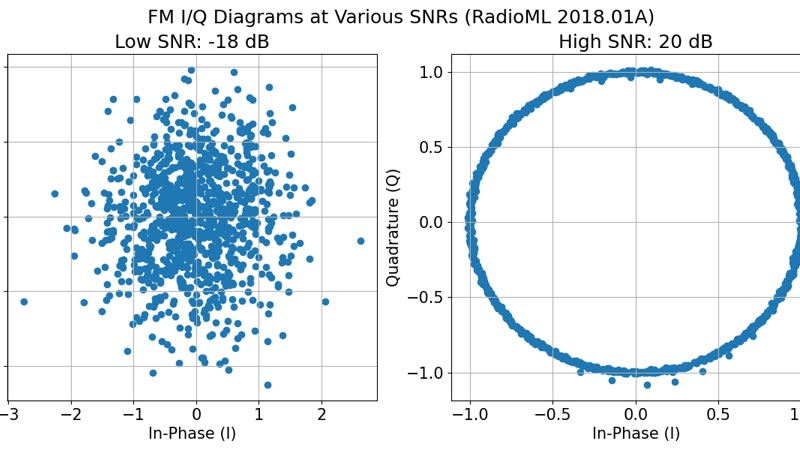 FM I/Q Diagrams at Various SNRs (RadioML 2018.01A)
Low SNR: -18 dB
High SNR: 20 dB
1.0
0.5
0.0
−0.5
−1.0
Quadrature (Q)
−3 −2 −1 0 1 2
−1.0 −0.5 0.0 0.5
In-Phase (I)
In-Phase (I)